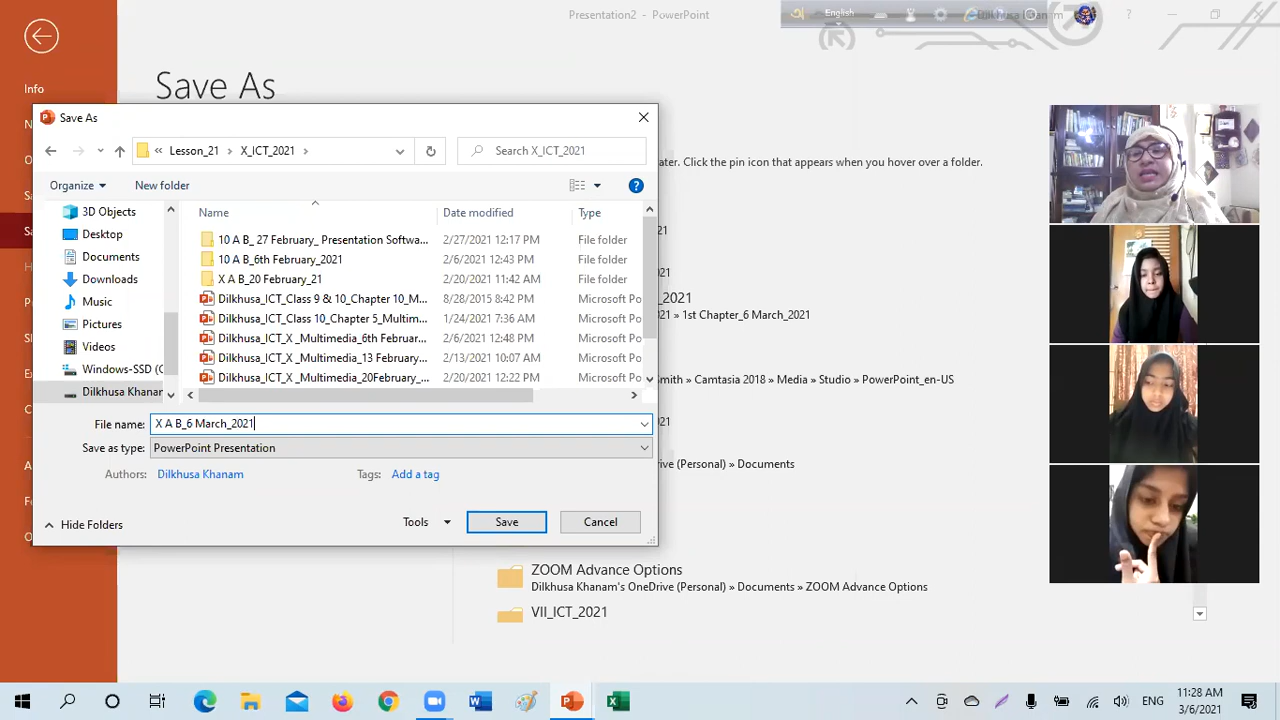 Presentation2 - PowerPoint
English
Dilkhusa Khanam
?
Info
Save As
Save As
Lesson_21 › X_ICT_2021 ›
Search X_ICT_2021
Organize
New folder
ater. Click the pin icon that appears when you hover over a folder.
3D Objects
Desktop
Documents
Downloads
Music
Pictures
Videos
Windows-SSD (C
Dilkhusa Khanam
Name
Date modified
Type
10 A B_ 27 February_ Presentation Softwa... 2/27/2021 12:17 PM File folder
10 A B_6th February_2021 2/6/2021 12:43 PM File folder
X A B_20 February_21 2/20/2021 11:42 AM File folder
Dilkhusa_ICT_Class 9 & 10_Chapter 10_M... 8/28/2015 8:42 PM Microsoft Po
Dilkhusa_ICT_Class 10_Chapter 5_Multim... 1/24/2021 7:36 AM Microsoft Po
Dilkhusa_ICT_X _Multimedia_6th Februar... 2/6/2021 12:48 PM Microsoft Po
Dilkhusa_ICT_X _Multimedia_13 February... 2/13/2021 10:07 AM Microsoft Po
Dilkhusa_ICT_X _Multimedia_20February_... 2/20/2021 12:22 PM Microsoft Po
21
021
_2021
021 » 1st Chapter_6 March_2021
Smith » Camtasia 2018 » Media » Studio » PowerPoint_en-US
021
rive (Personal) » Documents
File name: X A B_6 March_2021
Save as type: PowerPoint Presentation
Authors: Dilkhusa Khanam
Tags: Add a tag
Hide Folders
Tools
Save
Cancel
ZOOM Advance Options
Dilkhusa Khanam's OneDrive (Personal) » Documents » ZOOM Advance Options
VII_ICT_2021
ENG
11:28 AM
3/6/2021